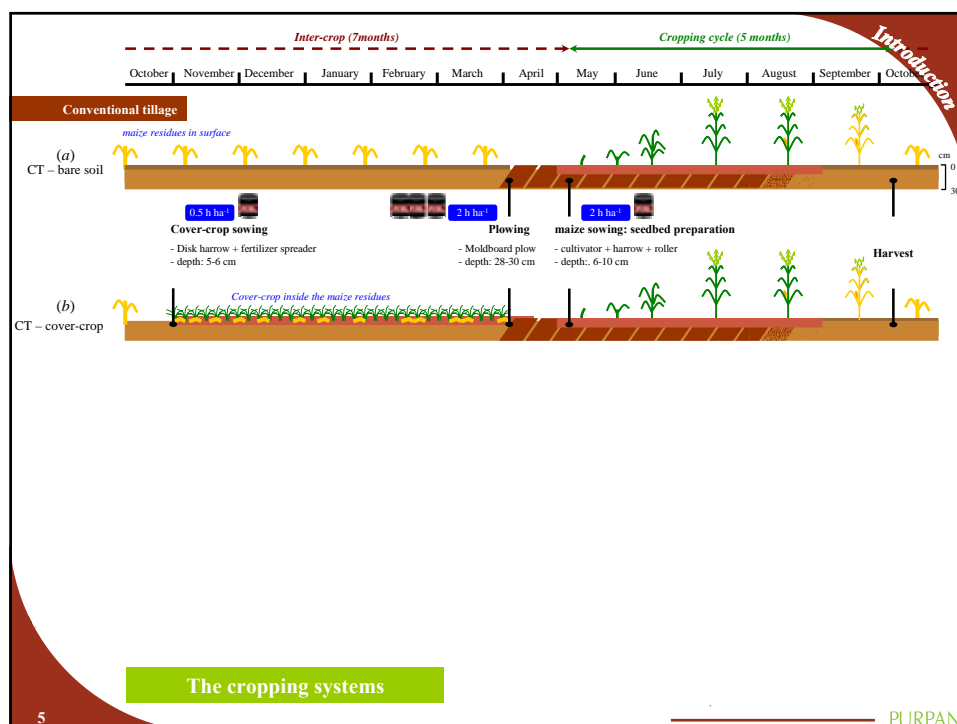 Inter-crop (7months)
Cropping cycle (5 months)
Introduction
October November December January February March April May June July August September Octob
Conventional tillage
maize residues in surface
(a)
CT – bare soil
cm
0
30
0.5 h ha-1
2 h ha-1
2 h ha-1
Cover-crop sowing
- Disk harrow + fertilizer spreader
- depth: 5-6 cm
Plowing
- Moldboard plow
- depth: 28-30 cm
maize sowing: seedbed preparation
- cultivator + harrow + roller
- depth:. 6-10 cm
Harvest
Cover-crop inside the maize residues
(b)
CT – cover-crop
The cropping systems
5
PURPAN